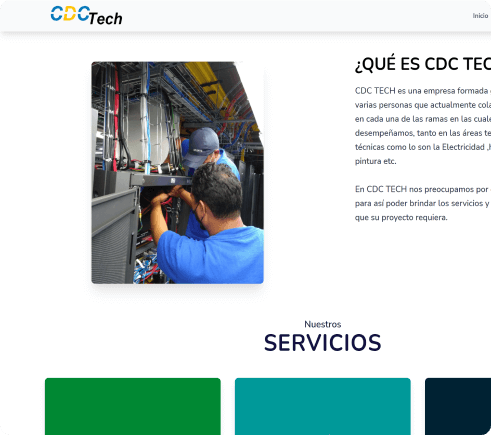 CDCTech
Inicio
¿QUÉ ES CDC TEC
CDC TECH es una empresa formada
varias personas que actualmente col
en cada una de las ramas en las cual
desempeñamos, tanto en las áreas te
técnicas como lo son la Electricidad ,
pintura etc.
En CDC TECH nos preocupamos por
para así poder brindar los servicios y
que su proyecto requiera.
Nuestros
SERVICIOS